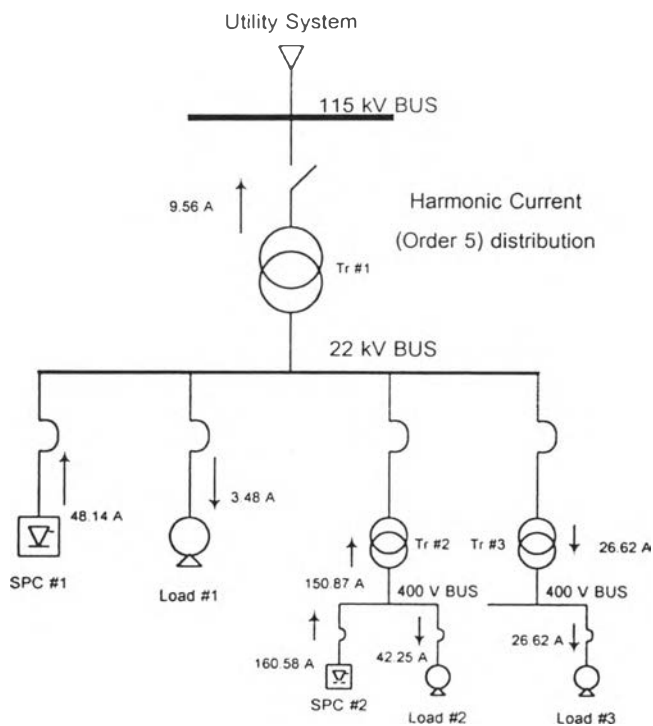 Utility System
115 kV BUS
9.56 A
Harmonic Current
(Order 5) distribution
Tr #1
22 kV BUS
48.14 A
3.48 A
SPC #1
Load #1
Tr #2
Tr #3
26.62 A
150.87 A
400 V BUS
400 V BUS
160.58 A
42.25 A
26.62 A
SPC #2
Load #2
Load #3